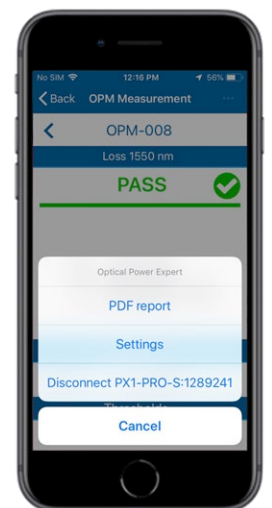 No SIM 12:16 PM 56%
Back OPM Measurement ...
OPM-008
Loss 1550 nm
PASS
Optical Power Expert
PDF report
Settings
Disconnect PX1-PRO-S:1289241
Thresholds
Cancel